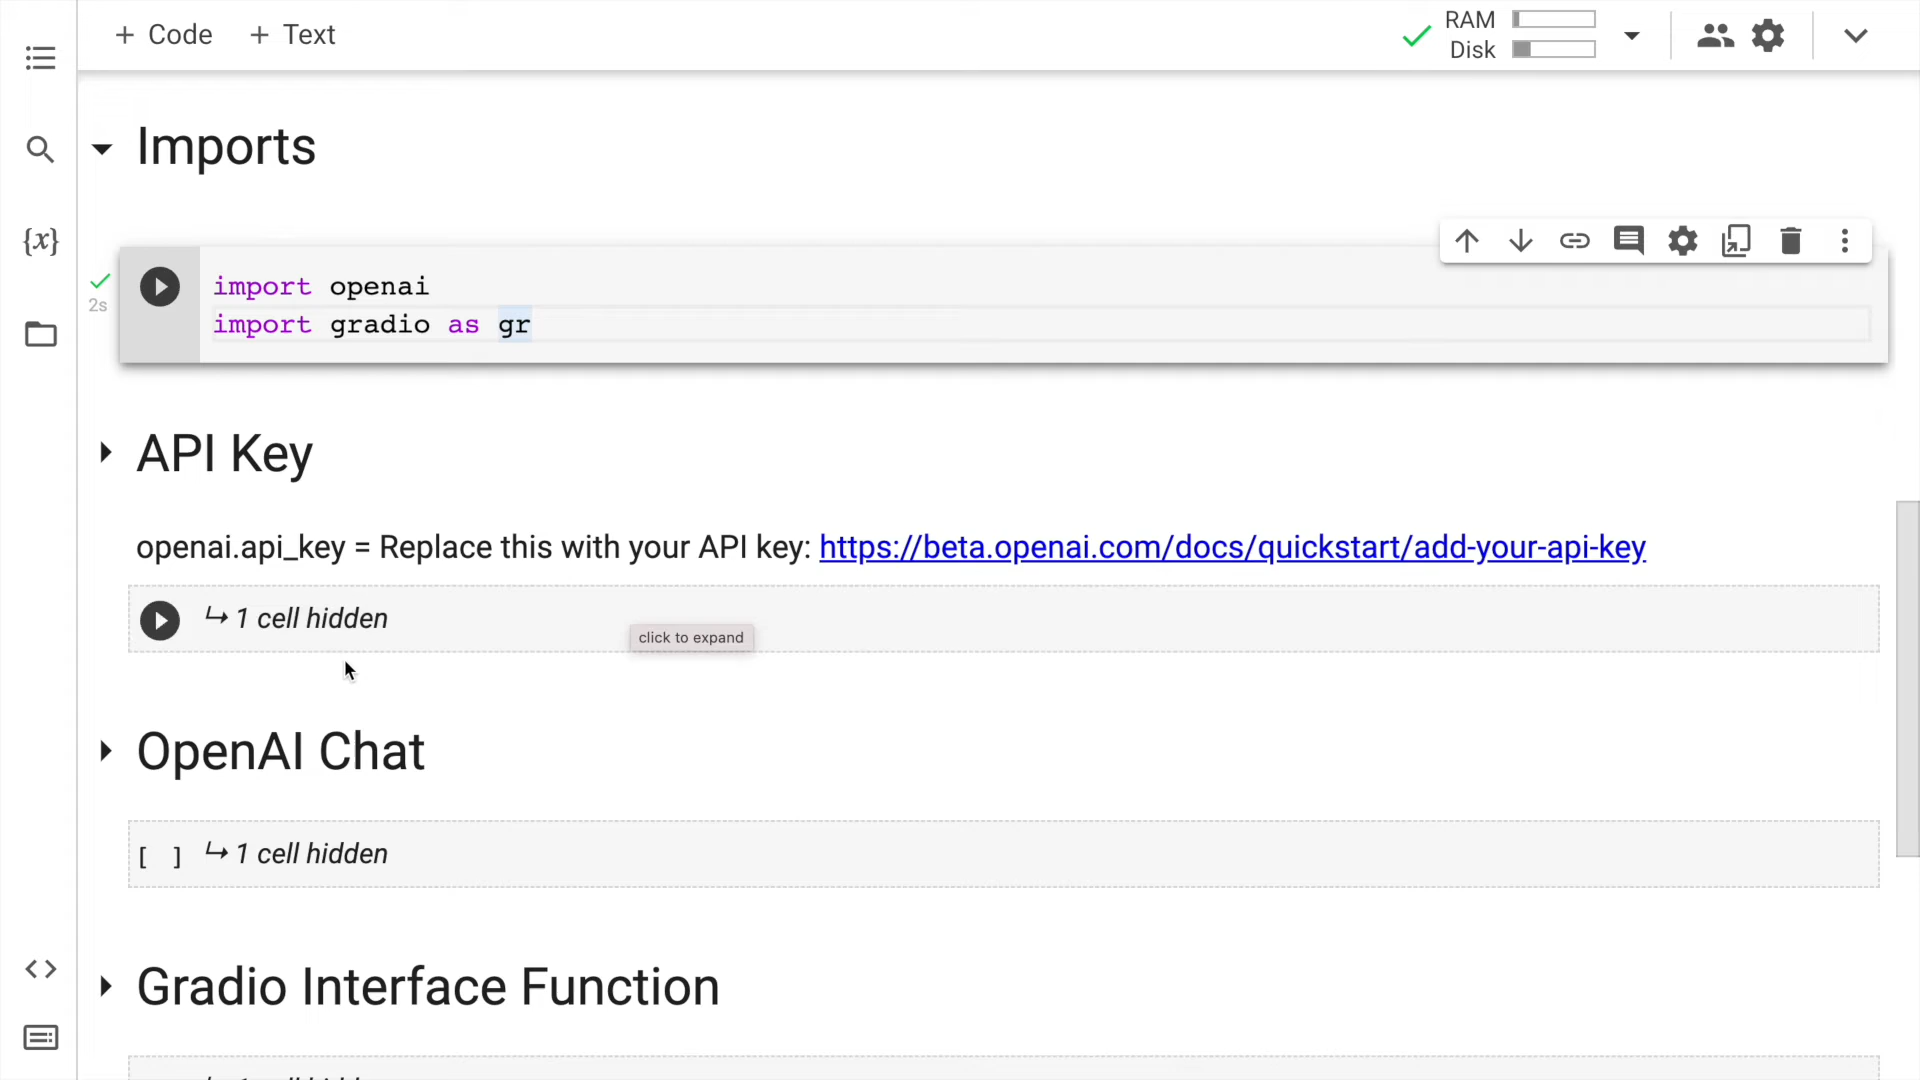 + Code + Text
RAM
Disk
Imports
{x}
2s
import openai
import gradio as gr
API Key
openai.api_key = Replace this with your API key: https://beta.openai.com/docs/quickstart/add-your-api-key
1 cell hidden
click to expand
OpenAI Chat
[ ] 1 cell hidden
Gradio Interface Function